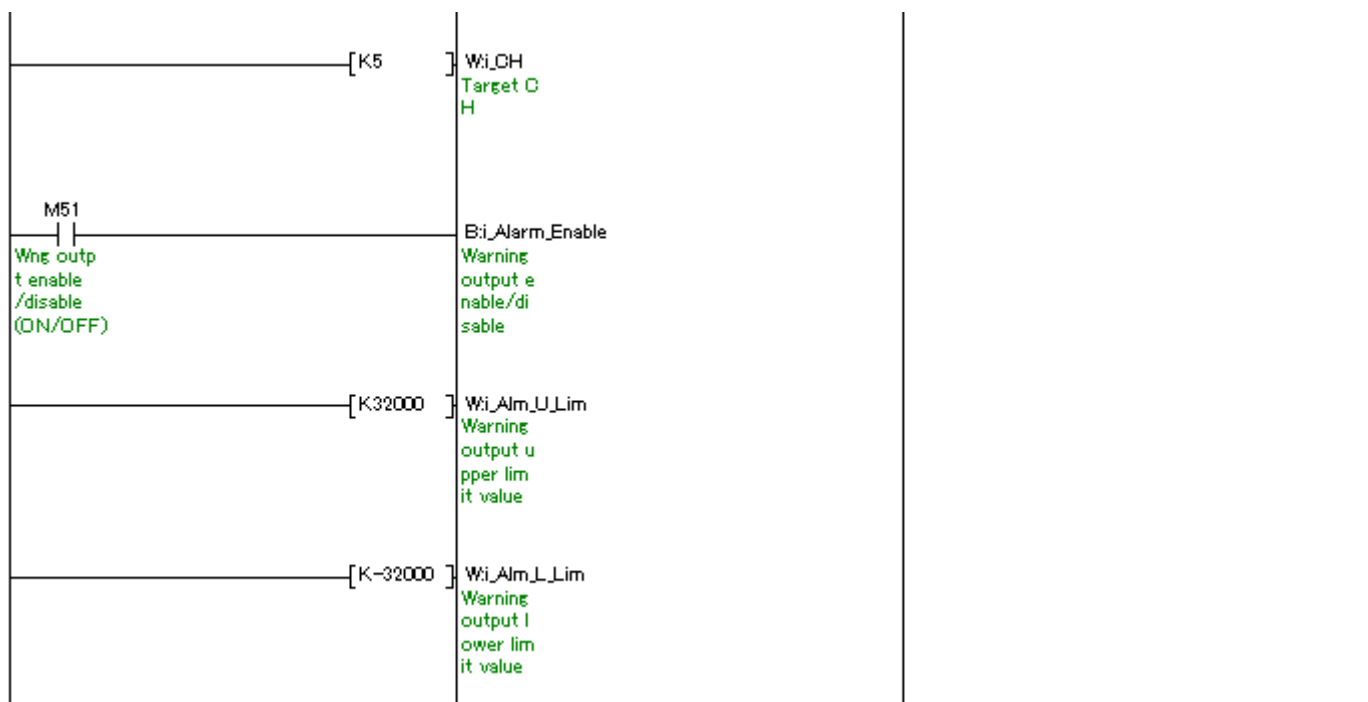 [K5 ] W:i_CH
Target C
H
M51
B:i_Alarm_Enable
Wng outp
t enable
/disable
(ON/OFF)
Warning
output e
nable/di
sable
[K32000 ] W:i_Alm_U_Lim
Warning
output u
pper lim
it value
[K-32000 ] W:i_Alm_L_Lim
Warning
output l
ower lim
it value